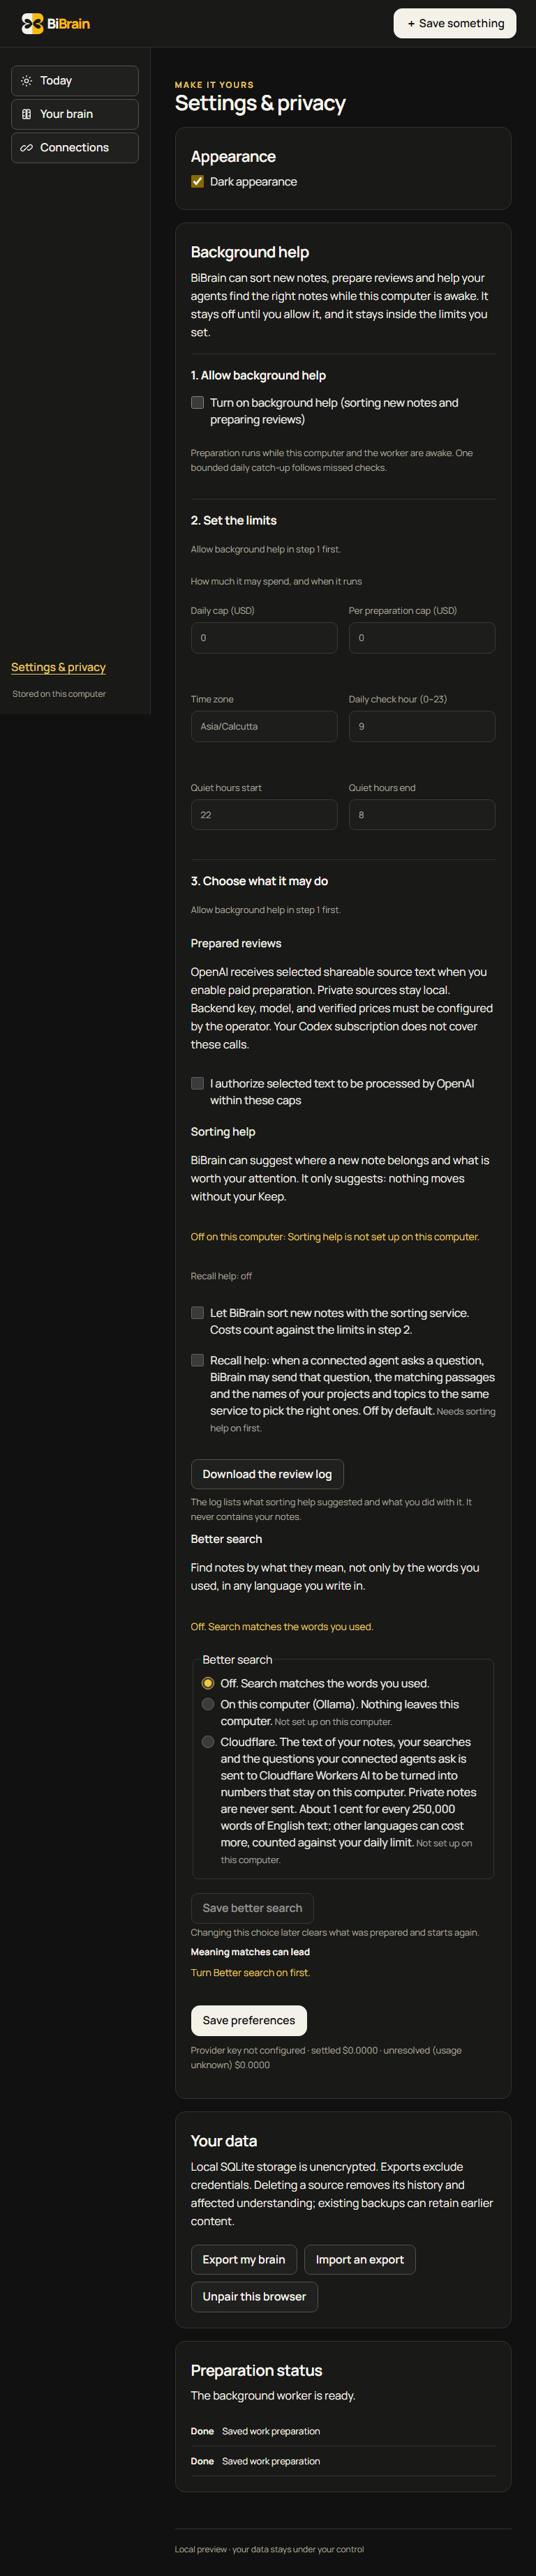 BiBrain
+ Save something
Today
Your brain
Connections
Settings & privacy
Stored on this computer
MAKE IT YOURS
Settings & privacy
Appearance
Dark appearance
Background help
BiBrain can sort new notes, prepare reviews and help your
agents find the right notes while this computer is awake. It
stays off until you allow it, and it stays inside the limits you
set.
1. Allow background help
Turn on background help (sorting new notes and
preparing reviews)
Preparation runs while this computer and the worker are awake. One
bounded daily catch-up follows missed checks.
2. Set the limits
Allow background help in step 1 first.
How much it may spend, and when it runs
Daily cap (USD)
Per preparation cap (USD)
0
0
Time zone
Daily check hour (0–23)
Asia/Calcutta
9
Quiet hours start
Quiet hours end
22
8
3. Choose what it may do
Allow background help in step 1 first.
Prepared reviews
OpenAI receives selected shareable source text when you
enable paid preparation. Private sources stay local.
Backend key, model, and verified prices must be configured
by the operator. Your Codex subscription does not cover
these calls.
I authorize selected text to be processed by OpenAI
within these caps
Sorting help
BiBrain can suggest where a new note belongs and what is
worth your attention. It only suggests: nothing moves
without your Keep.
Off on this computer: Sorting help is not set up on this computer.
Recall help: off
Let BiBrain sort new notes with the sorting service.
Costs count against the limits in step 2.
Recall help: when a connected agent asks a question,
BiBrain may send that question, the matching passages
and the names of your projects and topics to the same
service to pick the right ones. Off by default. Needs sorting
help on first.
Download the review log
The log lists what sorting help suggested and what you did with it. It
never contains your notes.
Better search
Find notes by what they mean, not only by the words you
used, in any language you write in.
Off. Search matches the words you used.
Better search
Off. Search matches the words you used.
On this computer (Ollama). Nothing leaves this
computer. Not set up on this computer.
Cloudflare. The text of your notes, your searches
and the questions your connected agents ask is
sent to Cloudflare Workers AI to be turned into
numbers that stay on this computer. Private notes
are never sent. About 1 cent for every 250,000
words of English text; other languages can cost
more, counted against your daily limit. Not set up on
this computer.
Save better search
Changing this choice later clears what was prepared and starts again.
Meaning matches can lead
Turn Better search on first.
Save preferences
Provider key not configured · settled $0.0000 · unresolved (usage
unknown) $0.0000
Your data
Local SQLite storage is unencrypted. Exports exclude
credentials. Deleting a source removes its history and
affected understanding; existing backups can retain earlier
content.
Export my brain
Import an export
Unpair this browser
Preparation status
The background worker is ready.
Done Saved work preparation
Done Saved work preparation
Local preview · your data stays under your control